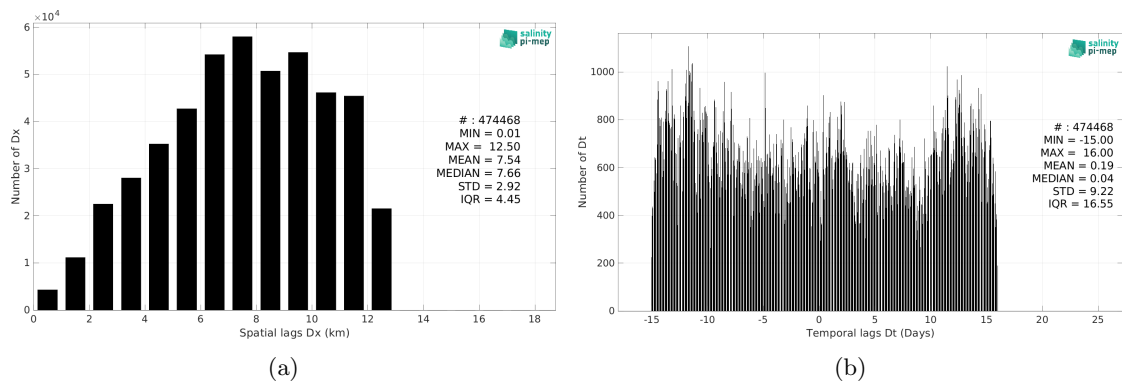 ×10⁴
6
5
4
3
2
1
0
Number of Dx
0 2 4 6 8 10 12 14 16 18
Spatial lags Dx (km)
salinity
pi-mep
# : 474468
MIN = 0.01
MAX = 12.50
MEAN = 7.54
MEDIAN = 7.66
STD = 2.92
IQR = 4.45
(a)
1000
800
600
400
200
0
Number of Dt
-15 -10 -5 0 5 10 15 20 25
Temporal lags Dt (Days)
salinity
pi-mep
# : 474468
MIN = -15.00
MAX = 16.00
MEAN = 0.19
MEDIAN = 0.04
STD = 9.22
IQR = 16.55
(b)